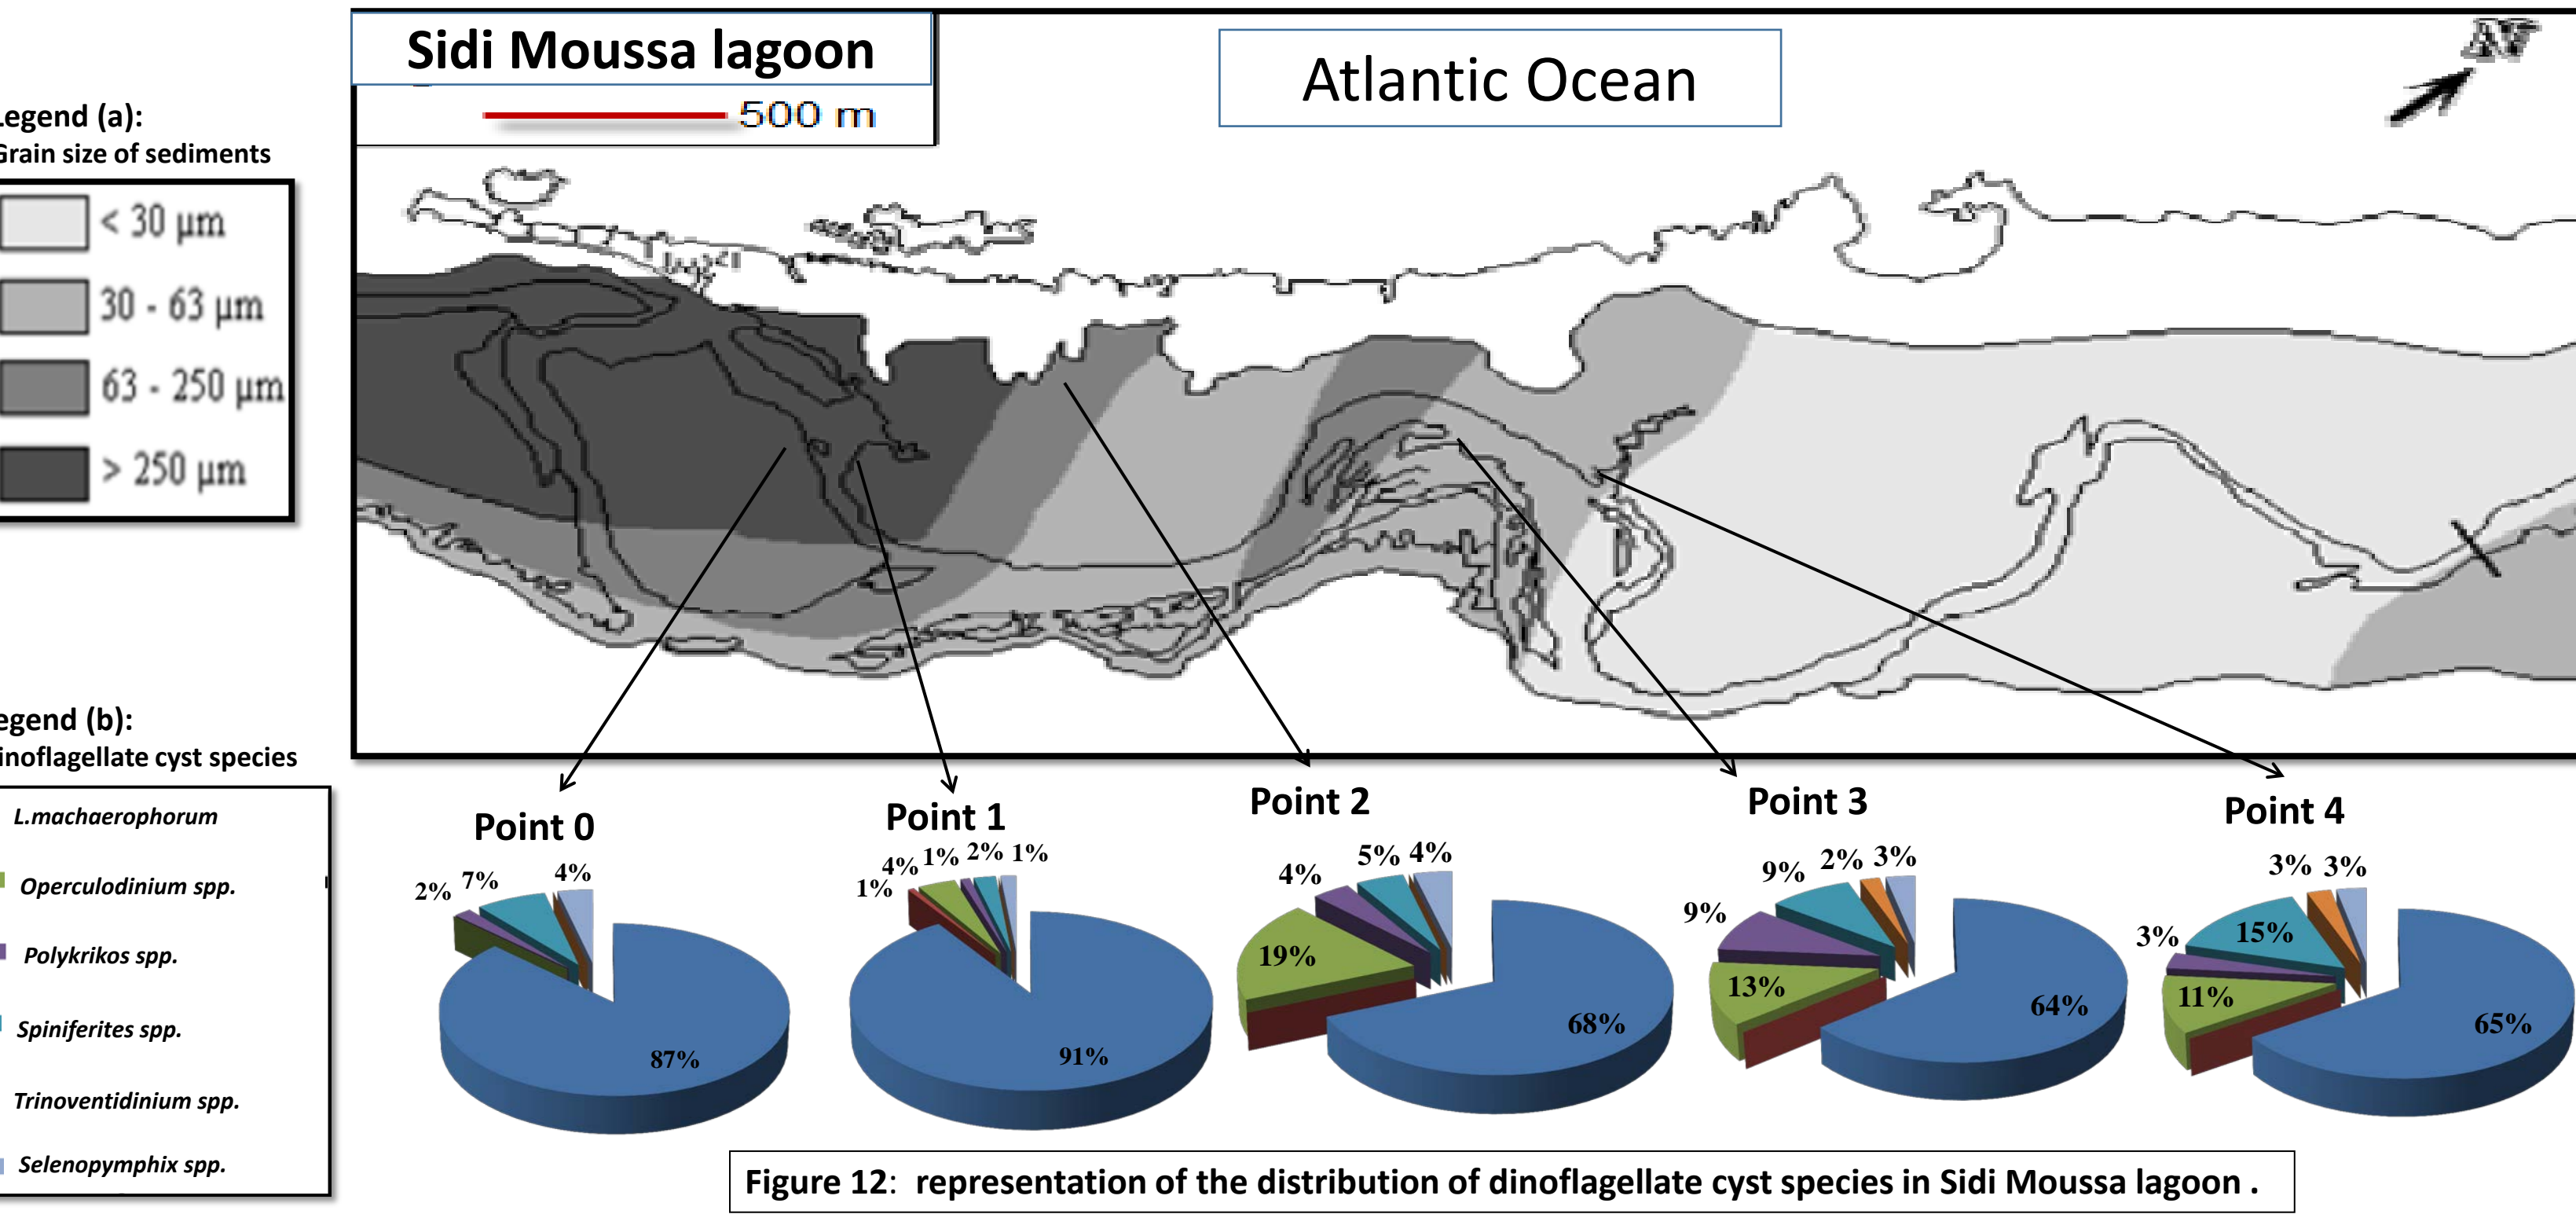 Sidi Moussa lagoon
500 m
Atlantic Ocean
Legend (a):
Grain size of sediments
< 30 µm
30 - 63 µm
63 - 250 µm
> 250 µm
egend (b):
inoflagellate cyst species
L.machaerophorum
Operculodinium spp.
Polykrikos spp.
Spiniferites spp.
Trinoventidinium spp.
Selenopymphix spp.
Point 0
2%
7%
4%
87%
Point 1
1%
4%
1%
2%
1%
91%
Point 2
4%
5%
4%
19%
68%
Point 3
9%
9%
2%
3%
13%
64%
Point 4
3%
15%
3%
3%
11%
65%
Figure 12: representation of the distribution of dinoflagellate cyst species in Sidi Moussa lagoon .